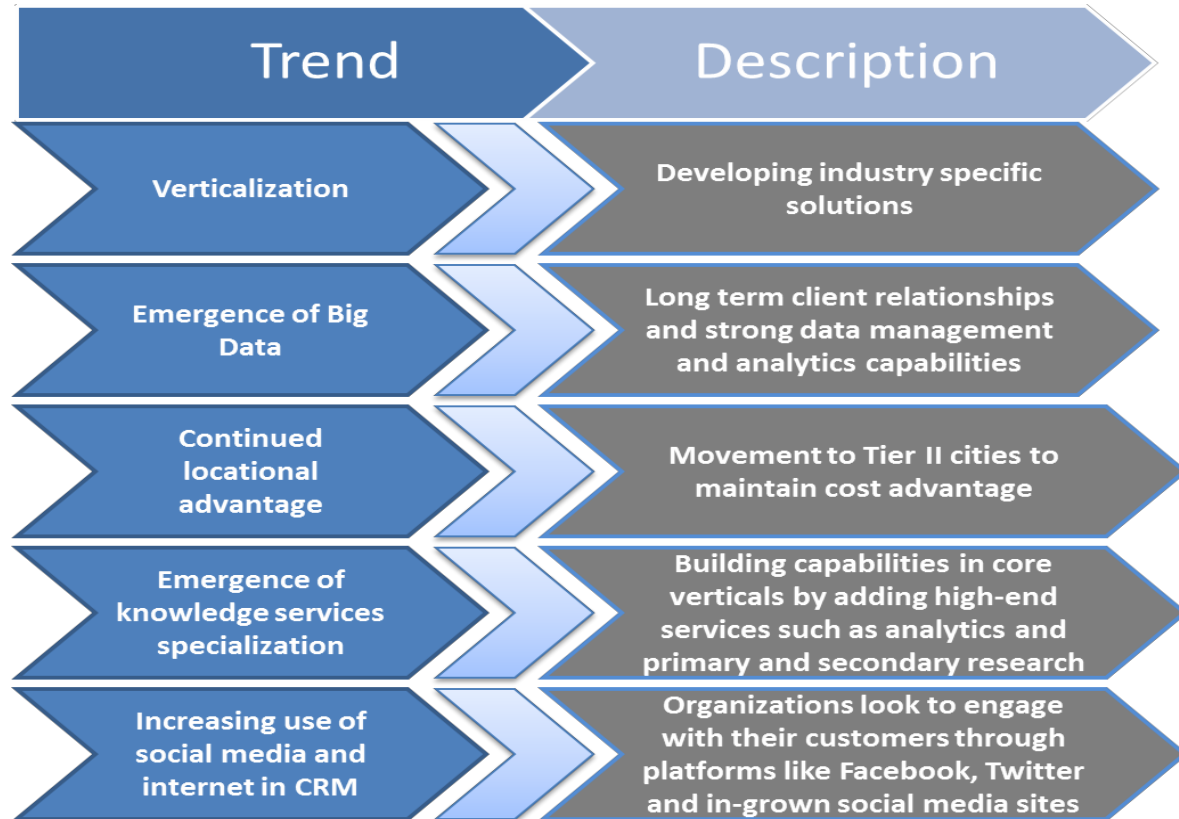 Trend
Description
Verticalization
Developing industry specific
solutions
Emergence of Big
Data
Long term client relationships
and strong data management
and analytics capabilities
Continued
locational
advantage
Movement to Tier II cities to
maintain cost advantage
Emergence of
knowledge services
specialization
Building capabilities in core
verticals by adding high-end
services such as analytics and
primary and secondary research
Increasing use of
social media and
internet in CRM
Organizations look to engage
with their customers through
platforms like Facebook, Twitter
and in-grown social media sites